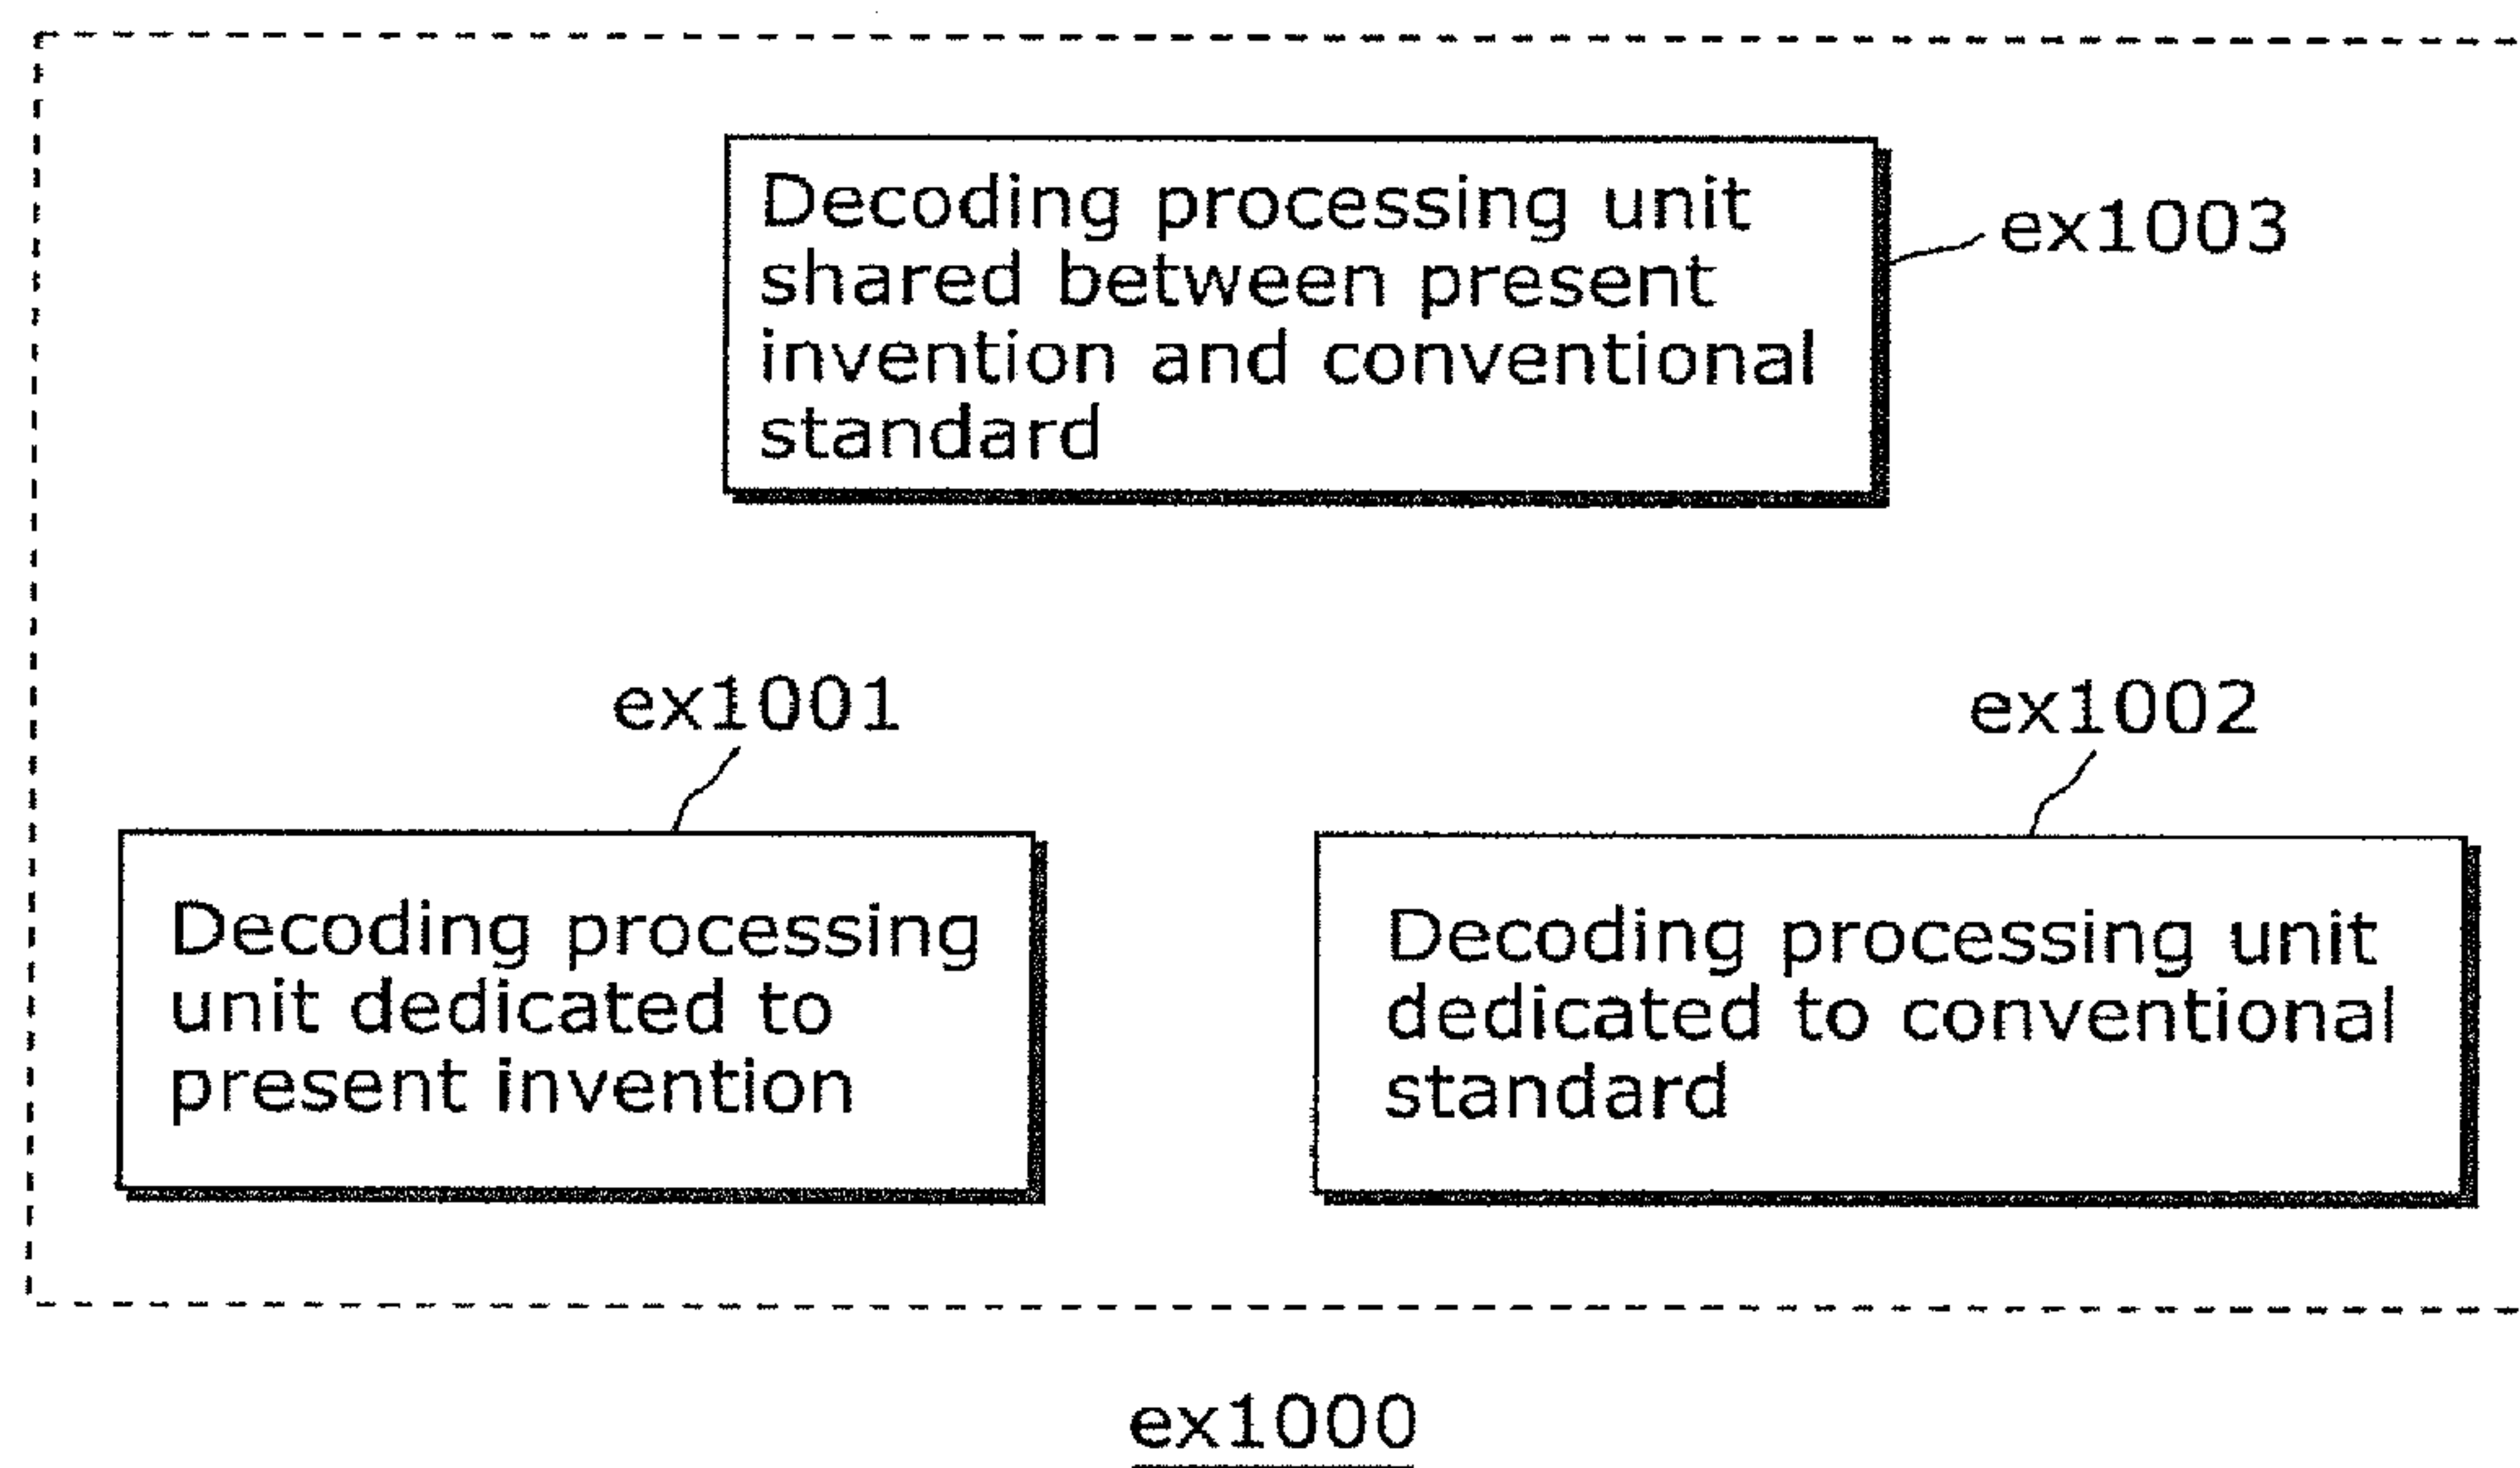 Decoding processing unit
shared between present
invention and conventional
standard
ex1003
ex1001
ex1002
Decoding processing
unit dedicated to
present invention
Decoding processing unit
dedicated to conventional
standard
ex1000